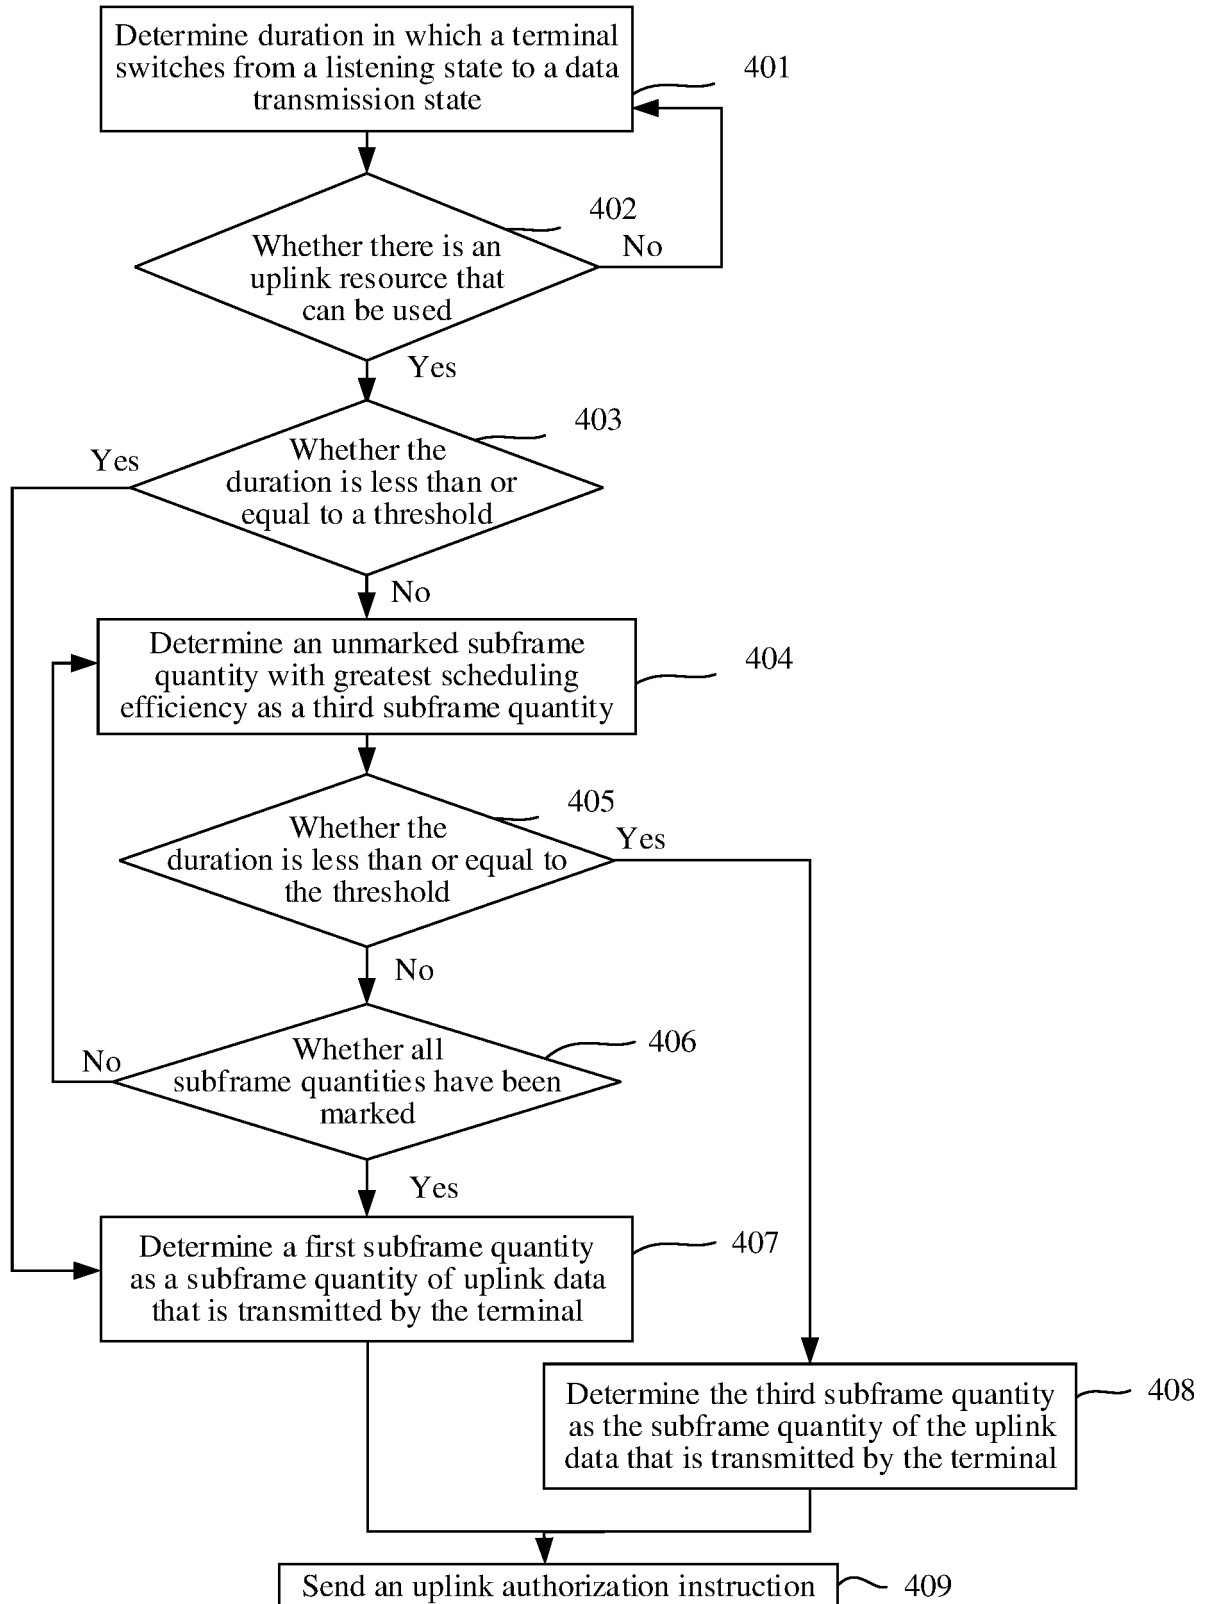 Determine duration in which a terminal
switches from a listening state to a data
transmission state
401
402
Whether there is an
uplink resource that
can be used
No
Yes
403
Whether the
duration is less than or
equal to a threshold
Yes
No
Determine an unmarked subframe
quantity with greatest scheduling
efficiency as a third subframe quantity
404
405
Whether the
duration is less than or equal to
the threshold
Yes
No
406
Whether all
subframe quantities have been
marked
No
Yes
Determine a first subframe quantity
as a subframe quantity of uplink data
that is transmitted by the terminal
407
Determine the third subframe quantity
as the subframe quantity of the uplink
data that is transmitted by the terminal
408
Send an uplink authorization instruction
409